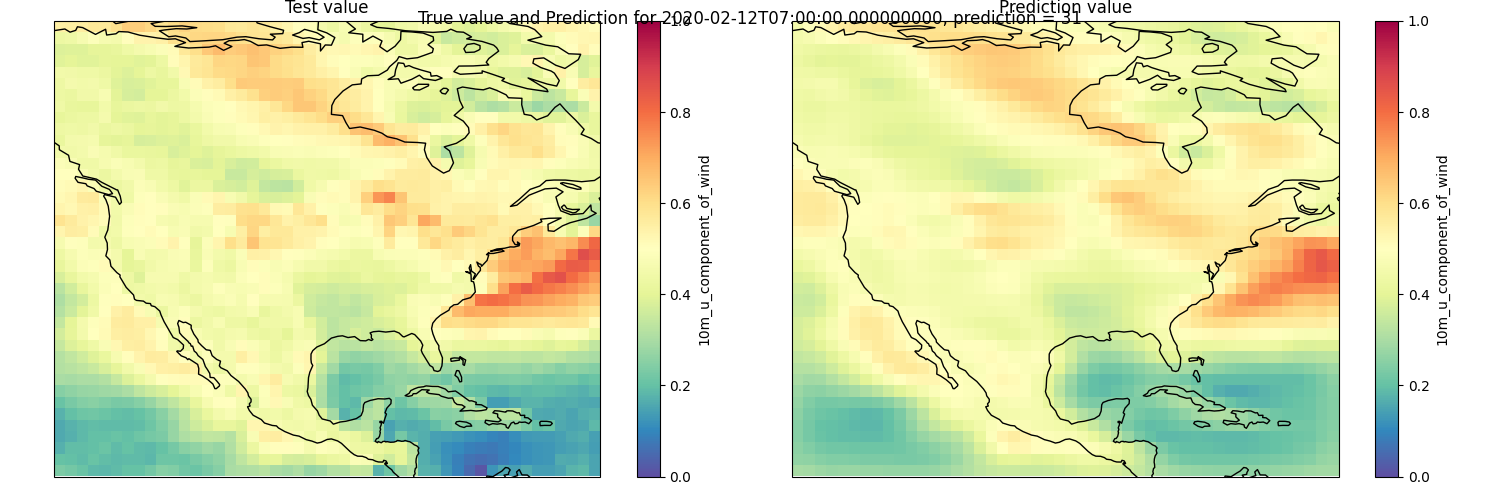 True value and Prediction for 2020-02-12T07:00:00.000000000, prediction = 31
Test value
1.0
0.8
0.6
0.4
0.2
0.0
10m_u_component_of_wind
Prediction value
1.0
0.8
0.6
0.4
0.2
0.0
10m_u_component_of_wind